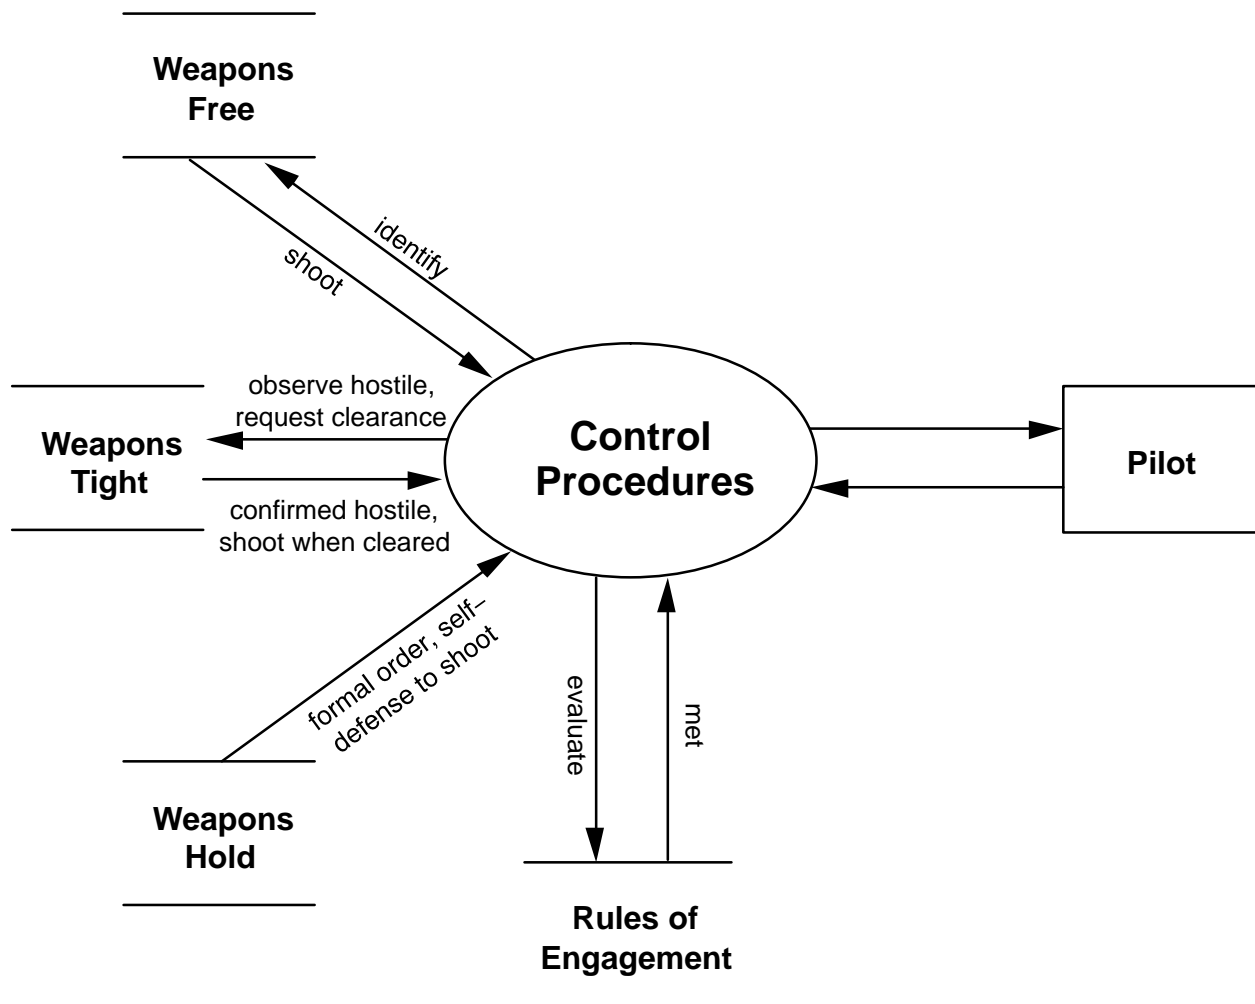 Weapons
Free
identify
shoot
observe hostile,
request clearance
Weapons
Tight
confirmed hostile,
shoot when cleared
Control
Procedures
Pilot
formal order, self–
defense to shoot
evaluate
met
Weapons
Hold
Rules of
Engagement